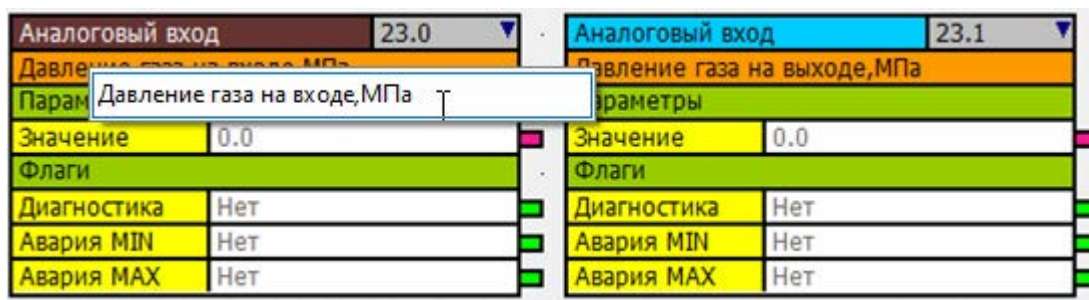 Аналоговый вход 23.0
Давление газа на входе,МПа
Давление газа на входе,МПа
Парам
Значение 0.0
Флаги
Диагностика Нет
Авария MIN Нет
Авария MAX Нет
Аналоговый вход 23.1
Давление газа на выходе,МПа
Параметры
Значение 0.0
Флаги
Диагностика Нет
Авария MIN Нет
Авария MAX Нет